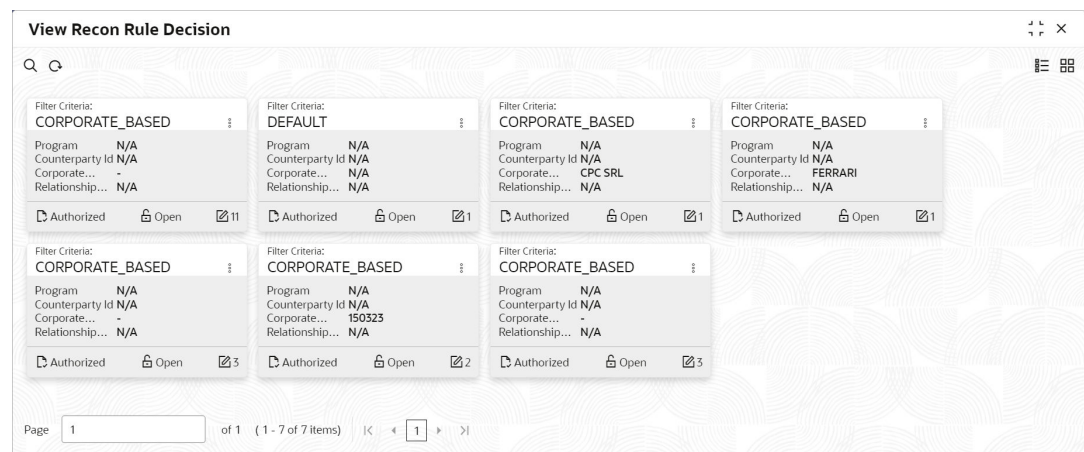 View Recon Rule Decision
Filter Criteria:
CORPORATE_BASED
Program N/A
Counterparty Id N/A
Corporate... -
Relationship... N/A
Authorized Open 11
Filter Criteria:
DEFAULT
Program N/A
Counterparty Id N/A
Corporate... N/A
Relationship... N/A
Authorized Open 1
Filter Criteria:
CORPORATE_BASED
Program N/A
Counterparty Id N/A
Corporate... CPC SRL
Relationship... N/A
Authorized Open 1
Filter Criteria:
CORPORATE_BASED
Program N/A
Counterparty Id N/A
Corporate... FERRARI
Relationship... N/A
Authorized Open 1
Filter Criteria:
CORPORATE_BASED
Program N/A
Counterparty Id N/A
Corporate... -
Relationship... N/A
Authorized Open 3
Filter Criteria:
CORPORATE_BASED
Program N/A
Counterparty Id N/A
Corporate... 150323
Relationship... N/A
Authorized Open 2
Filter Criteria:
CORPORATE_BASED
Program N/A
Counterparty Id N/A
Corporate... -
Relationship... N/A
Authorized Open 3
Page 1 of 1 ( 1 - 7 of 7 items) 1